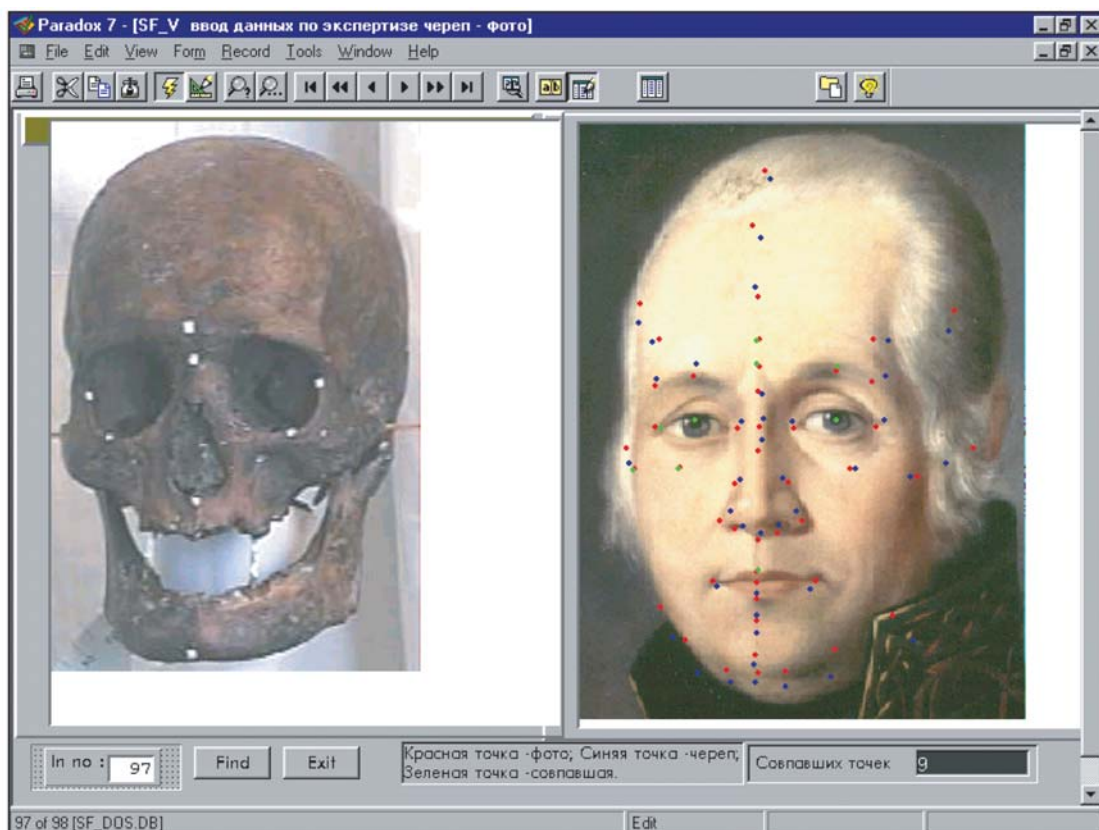 Paradox 7 - [SF_V ввод данных по экспертизе череп - фото]
File Edit View Form Record Tools Window Help
In no : 97
Find
Exit
Красная точка -фото; Синяя точка -череп;
Зеленая точка -совпавшая.
Совпавших точек 9
97 of 98 [SF_DOS.DB]
Edit